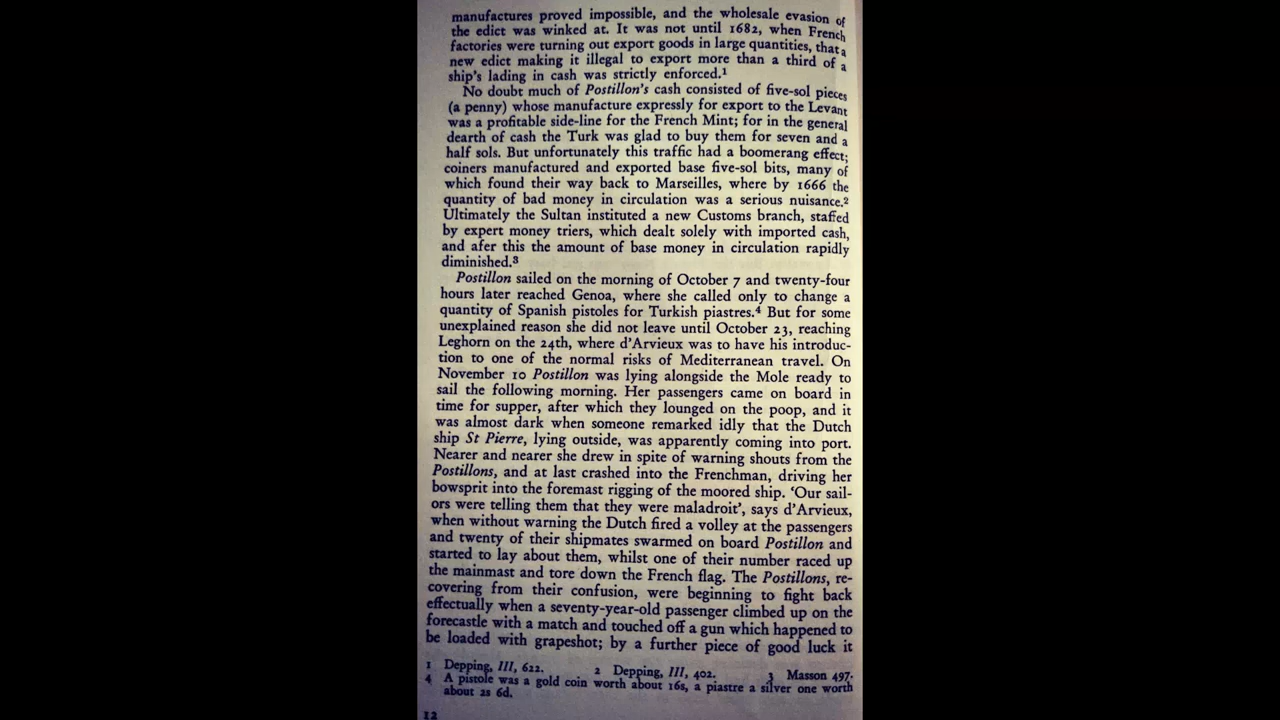 manufactures proved impossible, and the wholesale evasion of
the edict was winked at. It was not until 1682, when French
factories were turning out export goods in large quantities, that a
new edict making it illegal to export more than a third of a
ship's lading in cash was strictly enforced.¹
No doubt much of Postillon's cash consisted of five-sol pieces
(a penny) whose manufacture expressly for export to the Levant
was a profitable side-line for the French Mint; for in the general
dearth of cash the Turk was glad to buy them for seven and a
half sols. But unfortunately this traffic had a boomerang effect;
coiners manufactured and exported base five-sol bits, many of
which found their way back to Marseilles, where by 1666 the
quantity of bad money in circulation was a serious nuisance.²
Ultimately the Sultan instituted a new Customs branch, staffed
by expert money triers, which dealt solely with imported cash,
and afer this the amount of base money in circulation rapidly
diminished.³
Postillon sailed on the morning of October 7 and twenty-four
hours later reached Genoa, where she called only to change a
quantity of Spanish pistoles for Turkish piastres.⁴ But for some
unexplained reason she did not leave until October 23, reaching
Leghorn on the 24th, where d'Arvieux was to have his introduc-
tion to one of the normal risks of Mediterranean travel. On
November 10 Postillon was lying alongside the Mole ready to
sail the following morning. Her passengers came on board in
time for supper, after which they lounged on the poop, and it
was almost dark when someone remarked idly that the Dutch
ship St Pierre, lying outside, was apparently coming into port.
Nearer and nearer she drew in spite of warning shouts from the
Postillons, and at last crashed into the Frenchman, driving her
bowsprit into the foremast rigging of the moored ship. 'Our sail-
ors were telling them that they were maladroit', says d'Arvieux,
when without warning the Dutch fired a volley at the passengers
and twenty of their shipmates swarmed on board Postillon and
started to lay about them, whilst one of their number raced up
the mainmast and tore down the French flag. The Postillons, re-
covering from their confusion, were beginning to fight back
effectually when a seventy-year-old passenger climbed up on the
forecastle with a match and touched off a gun which happened to
be loaded with grapeshot; by a further piece of good luck it
1 Depping, III, 622. 2 Depping, III, 402. 3 Masson 497.
4 A pistole was a gold coin worth about 16s, a piastre a silver one worth
about 2s 6d.
12